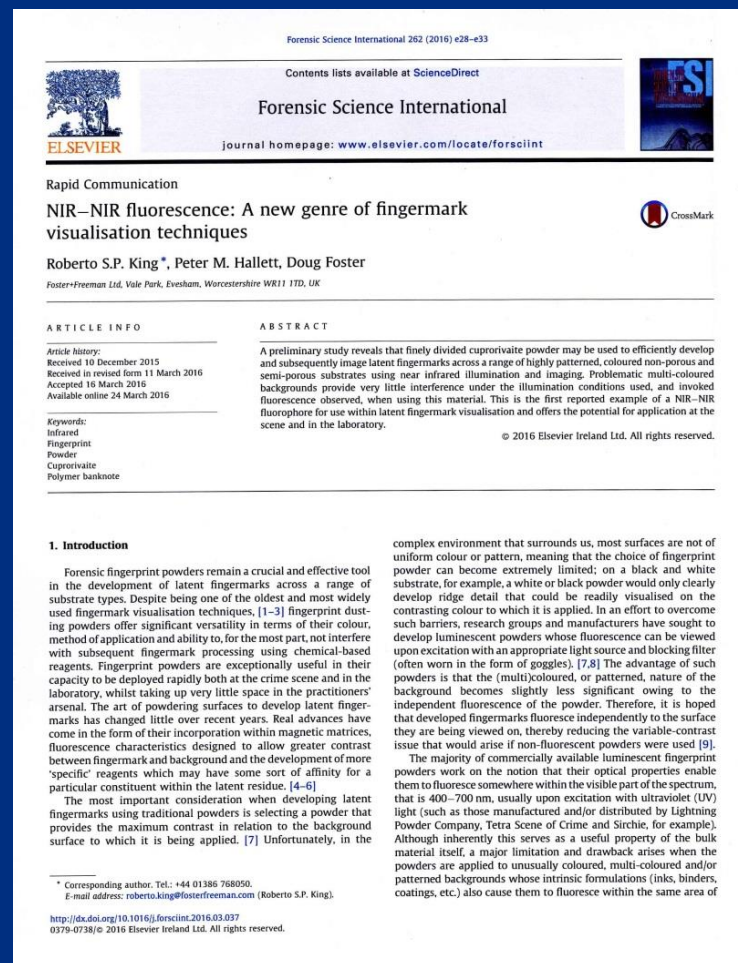 Forensic Science International 262 (2016) e28–e33
Contents lists available at ScienceDirect
Forensic Science International
journal homepage: www.elsevier.com/locate/forsciint
ELSEVIER
FSI
Rapid Communication
NIR–NIR fluorescence: A new genre of fingermark
visualisation techniques
CrossMark
Roberto S.P. King*, Peter M. Hallett, Doug Foster
Foster+Freeman Ltd, Vale Park, Evesham, Worcestershire WR11 1TD, UK
ARTICLE INFO
Article history:
Received 10 December 2015
Received in revised form 11 March 2016
Accepted 16 March 2016
Available online 24 March 2016
Keywords:
Infrared
Fingerprint
Powder
Cuprorivaite
Polymer banknote
ABSTRACT
A preliminary study reveals that finely divided cuprorivaite powder may be used to efficiently develop
and subsequently image latent fingermarks across a range of highly patterned, coloured non-porous and
semi-porous substrates using near infrared illumination and imaging. Problematic multi-coloured
backgrounds provide very little interference under the illumination conditions used, and invoked
fluorescence observed, when using this material. This is the first reported example of a NIR–NIR
fluorophore for use within latent fingermark visualisation and offers the potential for application at the
scene and in the laboratory.
© 2016 Elsevier Ireland Ltd. All rights reserved.
1. Introduction
Forensic fingerprint powders remain a crucial and effective tool
in the development of latent fingermarks across a range of
substrate types. Despite being one of the oldest and most widely
used fingermark visualisation techniques, [1–3] fingerprint dust-
ing powders offer significant versatility in terms of their colour,
method of application and ability to, for the most part, not interfere
with subsequent fingermark processing using chemical-based
reagents. Fingerprint powders are exceptionally useful in their
capacity to be deployed rapidly both at the crime scene and in the
laboratory, whilst taking up very little space in the practitioners'
arsenal. The art of powdering surfaces to develop latent finger-
marks has changed little over recent years. Real advances have
come in the form of their incorporation within magnetic matrices,
fluorescence characteristics designed to allow greater contrast
between fingermark and background and the development of more
'specific' reagents which may have some sort of affinity for a
particular constituent within the latent residue. [4–6]
The most important consideration when developing latent
fingermarks using traditional powders is selecting a powder that
provides the maximum contrast in relation to the background
surface to which it is being applied. [7] Unfortunately, in the
* Corresponding author. Tel.: +44 01386 768050.
E-mail address: roberto.king@fosterfreeman.com (Roberto S.P. King).
http://dx.doi.org/10.1016/j.forsciint.2016.03.037
0379-0738/© 2016 Elsevier Ireland Ltd. All rights reserved.
complex environment that surrounds us, most surfaces are not of
uniform colour or pattern, meaning that the choice of fingerprint
powder can become extremely limited; on a black and white
substrate, for example, a white or black powder would only clearly
develop ridge detail that could be readily visualised on the
contrasting colour to which it is applied. In an effort to overcome
such barriers, research groups and manufacturers have sought to
develop luminescent powders whose fluorescence can be viewed
upon excitation with an appropriate light source and blocking filter
(often worn in the form of goggles). [7,8] The advantage of such
powders is that the (multi)coloured, or patterned, nature of the
background becomes slightly less significant owing to the
independent fluorescence of the powder. Therefore, it is hoped
that developed fingermarks fluoresce independently to the surface
they are being viewed on, thereby reducing the variable-contrast
issue that would arise if non-fluorescent powders were used [9].
The majority of commercially available luminescent fingerprint
powders work on the notion that their optical properties enable
them to fluoresce somewhere within the visible part of the spectrum,
that is 400–700 nm, usually upon excitation with ultraviolet (UV)
light (such as those manufactured and/or distributed by Lightning
Powder Company, Tetra Scene of Crime and Sirchie, for example).
Although inherently this serves as a useful property of the bulk
material itself, a major limitation and drawback arises when the
powders are applied to unusually coloured, multi-coloured and/or
patterned backgrounds whose intrinsic formulations (inks, binders,
coatings, etc.) also cause them to fluoresce within the same area of